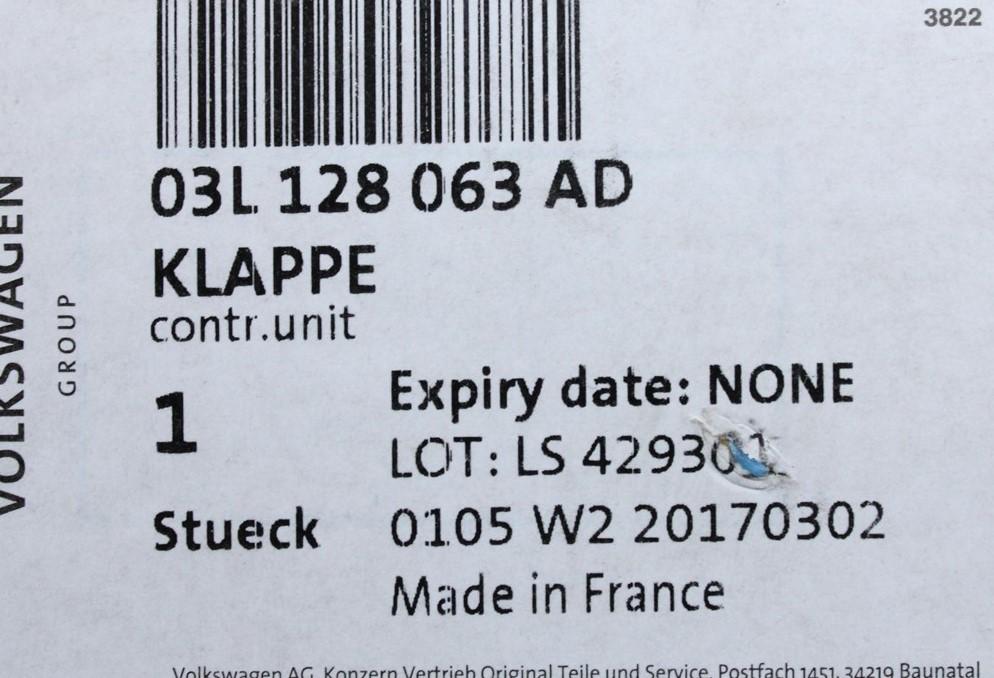 3822
VOLKSWAGEN
GROUP
03L 128 063 AD
KLAPPE
contr.unit
1
Stueck
Expiry date: NONE
LOT: LS
0105 W2 20170302
Made in France
Volkswagen AG, Konzern Vertrieb Original Teile und Service, Postfach 1451, 34219 Baunatal